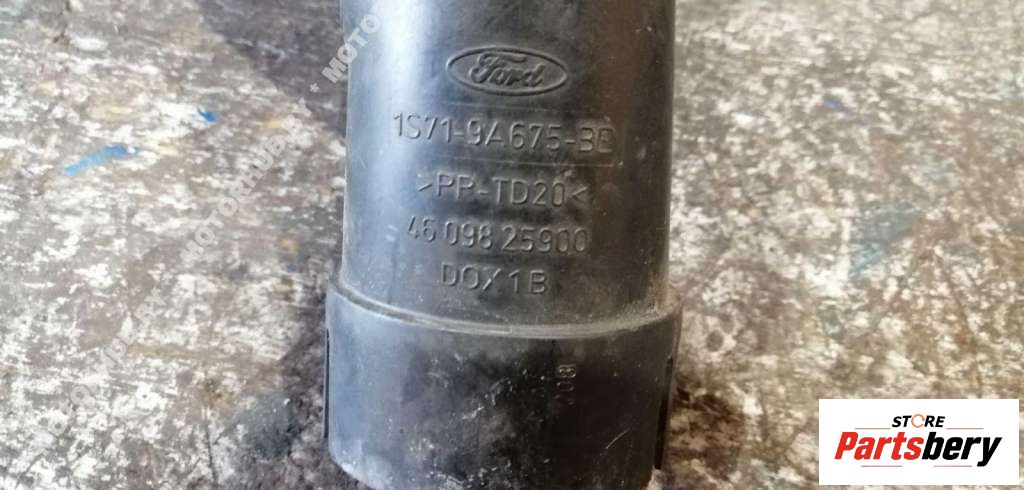 Ford
1S71-9A675-BD
>PP-TD20<
46 098 25900
DOX1B
STORE
Partsbery